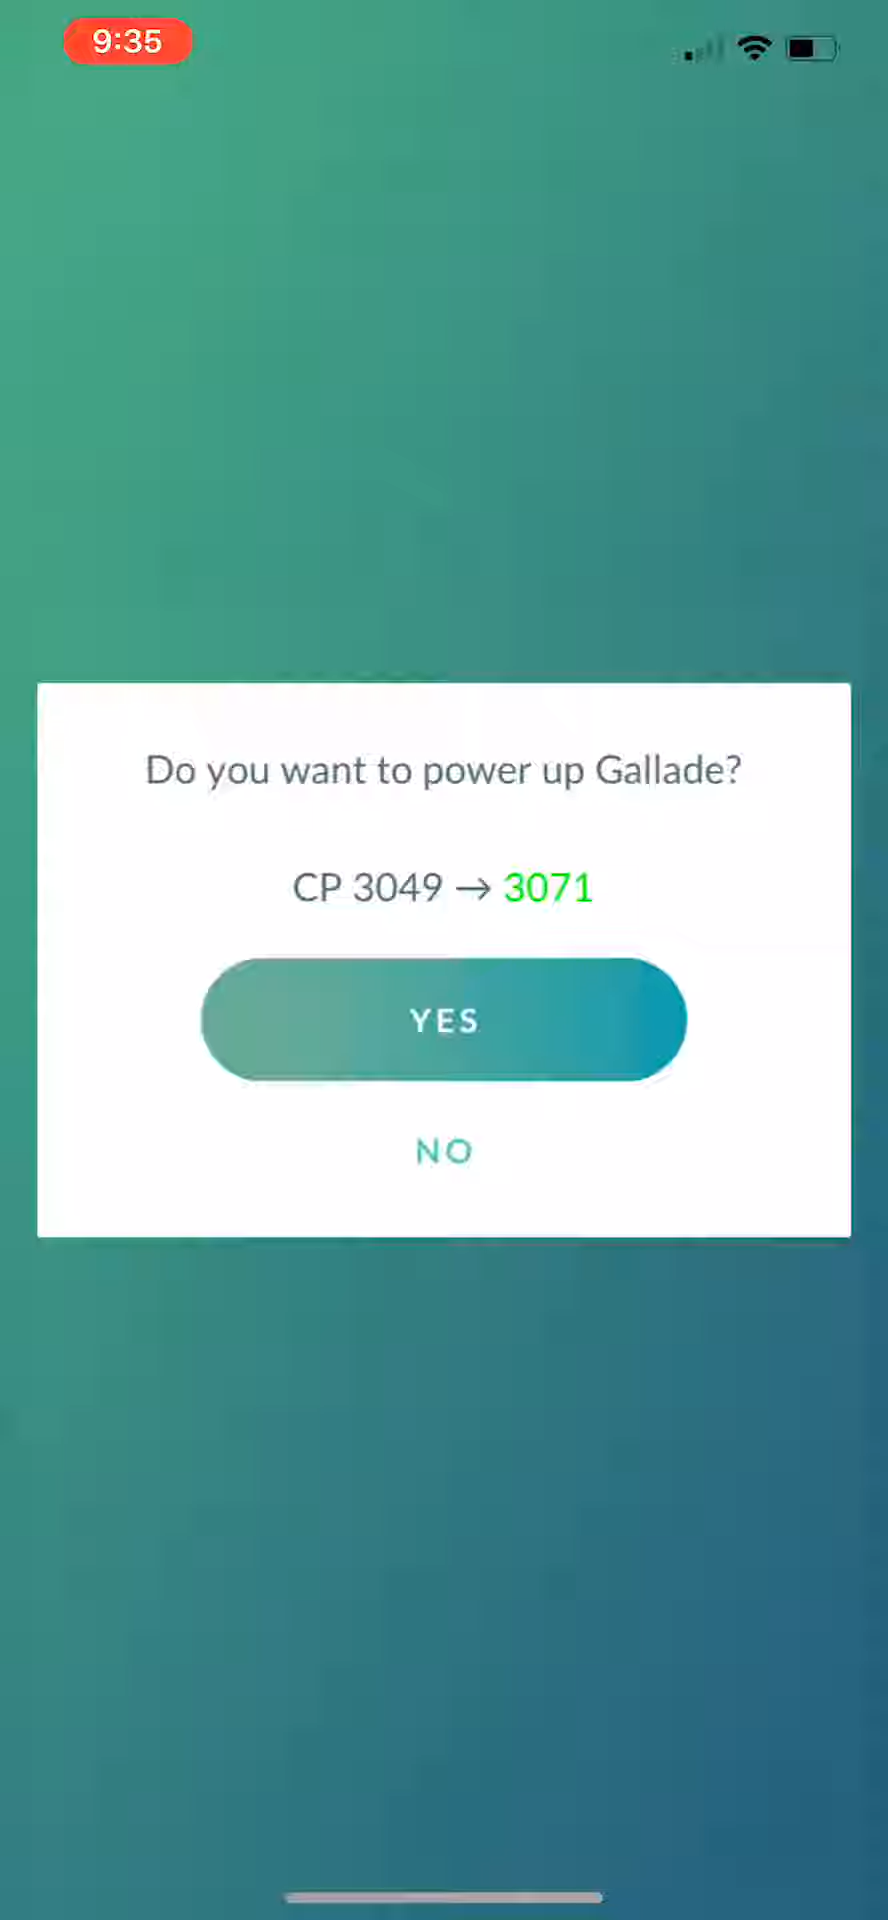 9:35
Do you want to power up Gallade?
CP 3049 → 3071
YES
NO